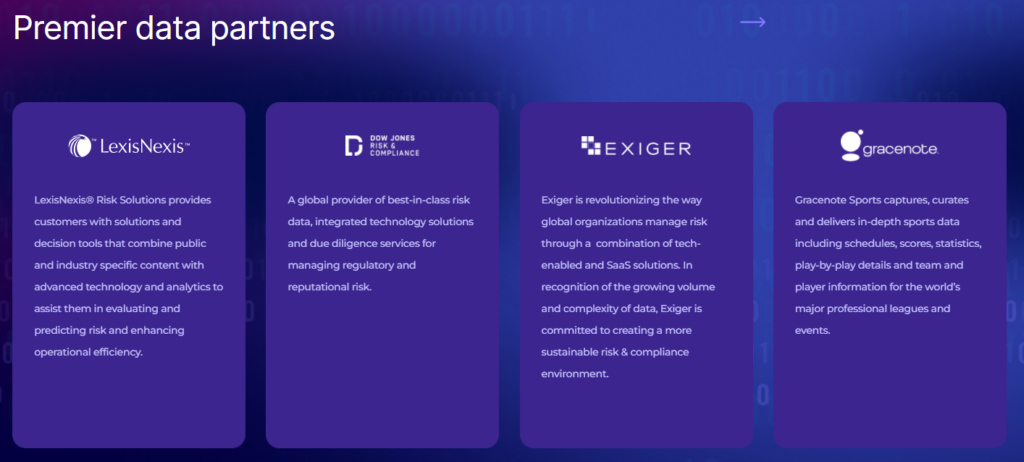 Premier data partners
LexisNexis™
LexisNexis® Risk Solutions provides
customers with solutions and
decision tools that combine public
and industry specific content with
advanced technology and analytics to
assist them in evaluating and
predicting risk and enhancing
operational efficiency.
DOW JONES
RISK &
COMPLIANCE
A global provider of best-in-class risk
data, integrated technology solutions
and due diligence services for
managing regulatory and
reputational risk.
EXIGER
Exiger is revolutionizing the way
global organizations manage risk
through a combination of tech-
enabled and SaaS solutions. In
recognition of the growing volume
and complexity of data, Exiger is
committed to creating a more
sustainable risk & compliance
environment.
gracenote.
Gracenote Sports captures, curates
and delivers in-depth sports data
including schedules, scores, statistics,
play-by-play details and team and
player information for the world's
major professional leagues and
events.